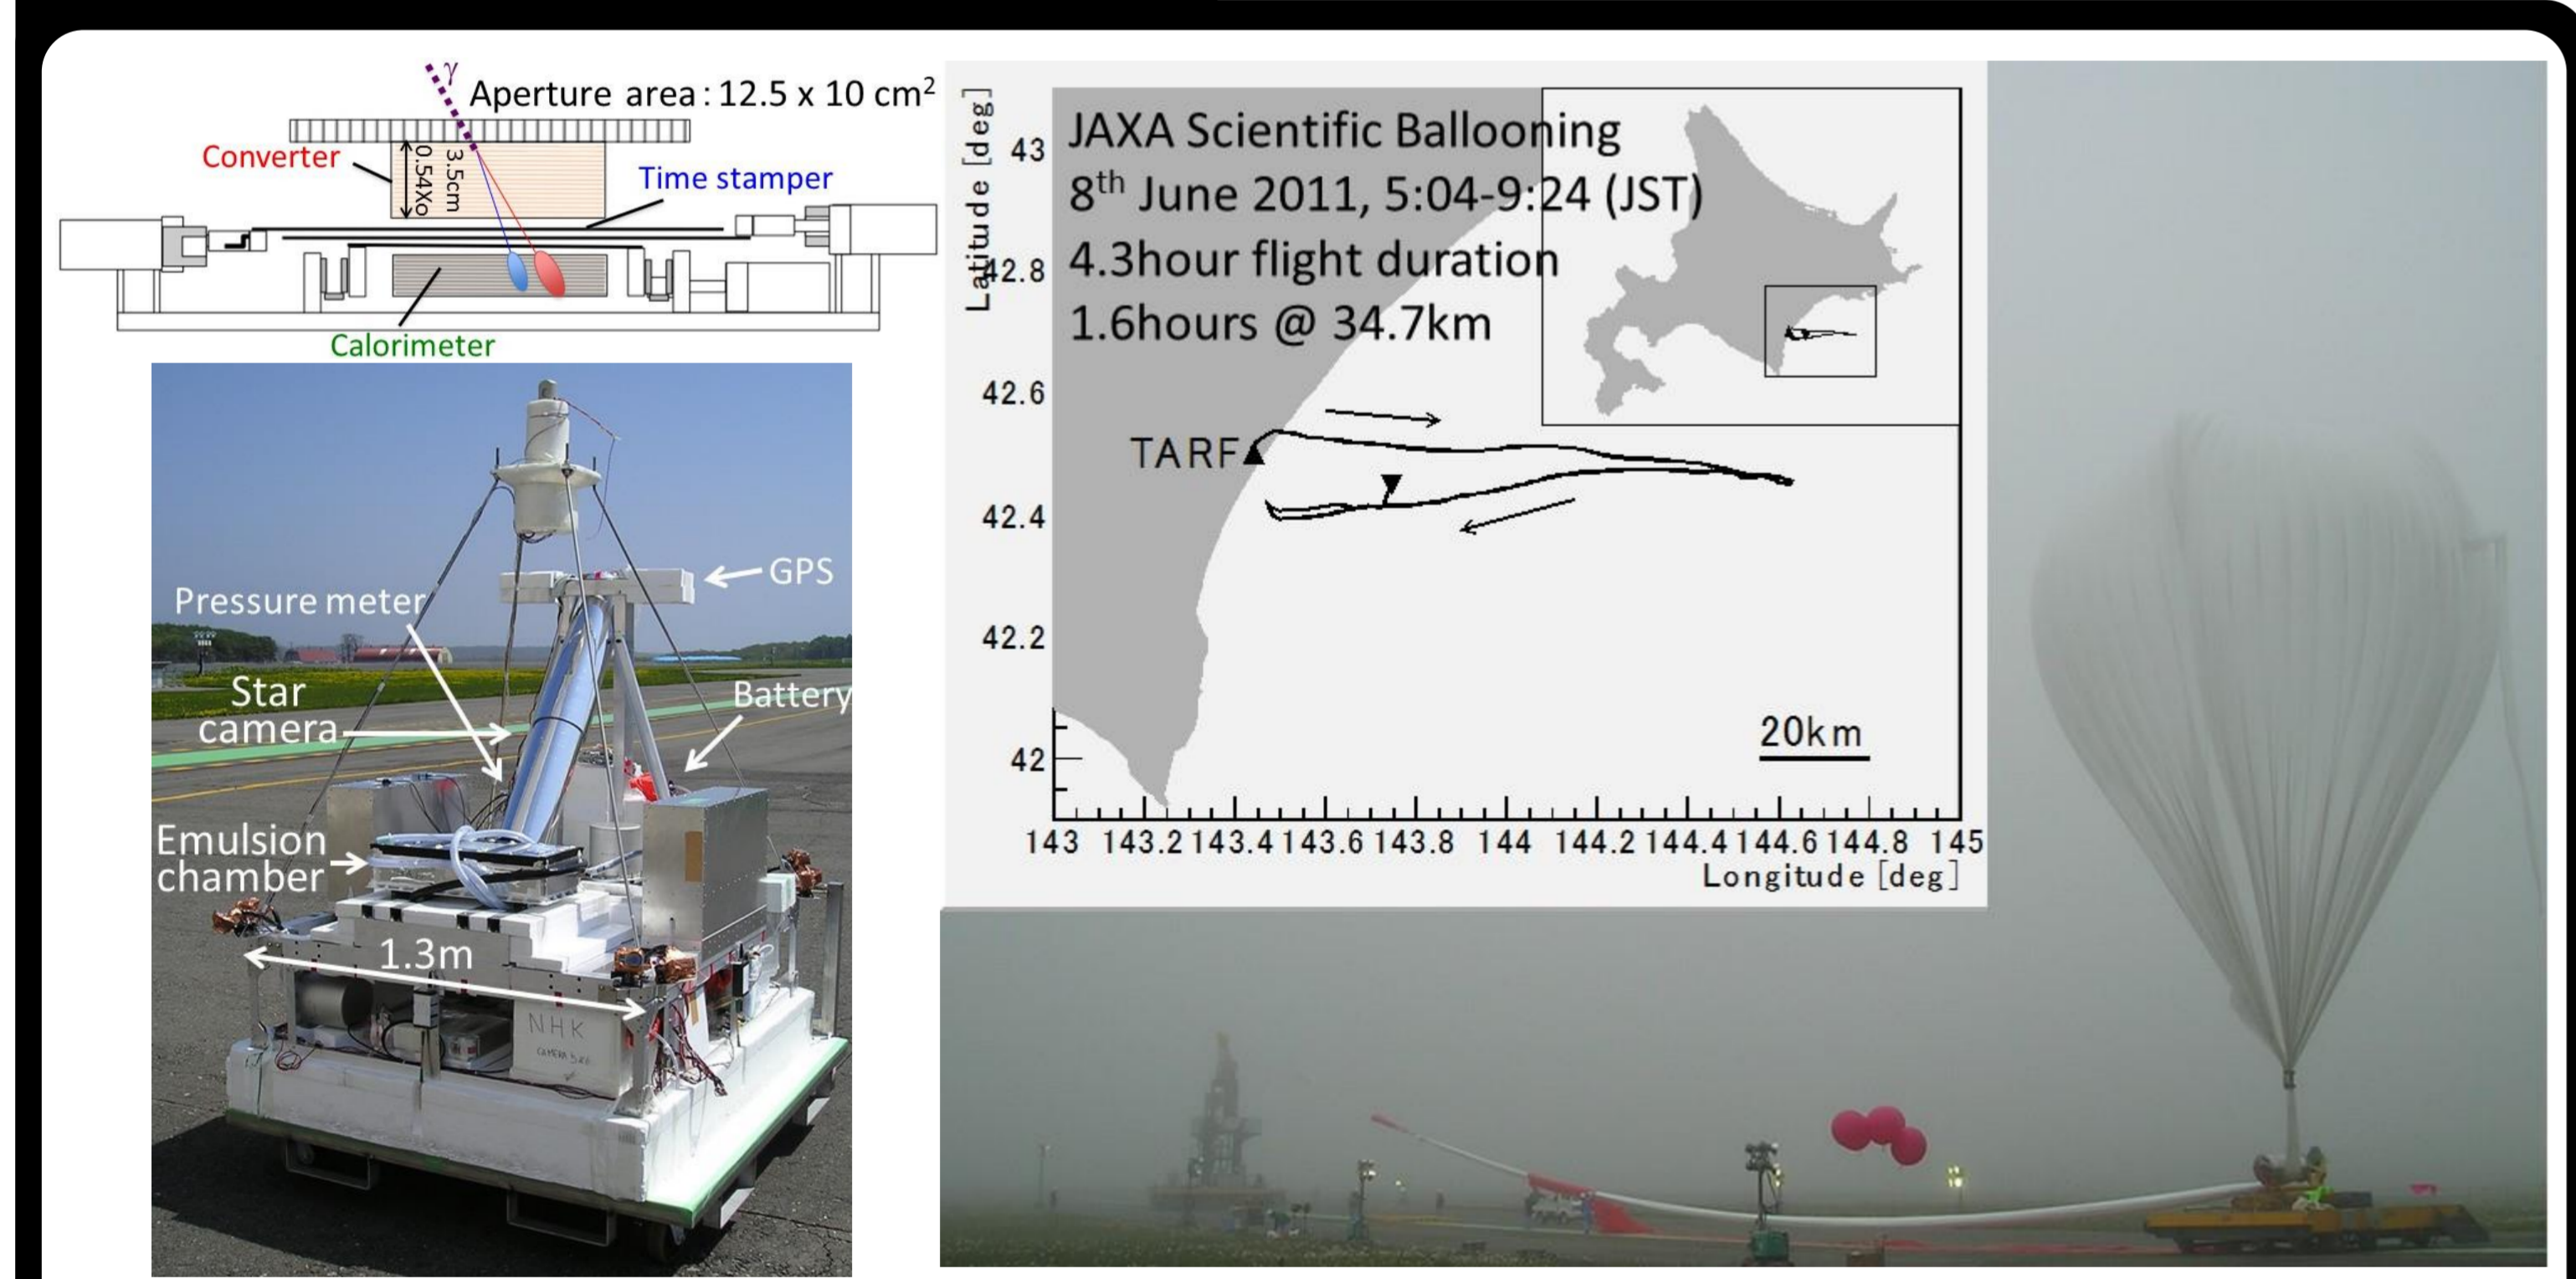 γ
Aperture area : 12.5 x 10 cm²
Converter
3.5cm
0.54Xo
Time stamper
Calorimeter
GPS
Pressure meter
Star
camera
Battery
Emulsion
chamber
1.3m
NHK
JAXA Scientific Ballooning
8th June 2011, 5:04-9:24 (JST)
4.3hour flight duration
1.6hours @ 34.7km
Latitude [deg]
43
42.8
42.6
42.4
42.2
42
TARF
20km
143 143.2 143.4 143.6 143.8 144 144.2 144.4 144.6 144.8 145
Longitude [deg]